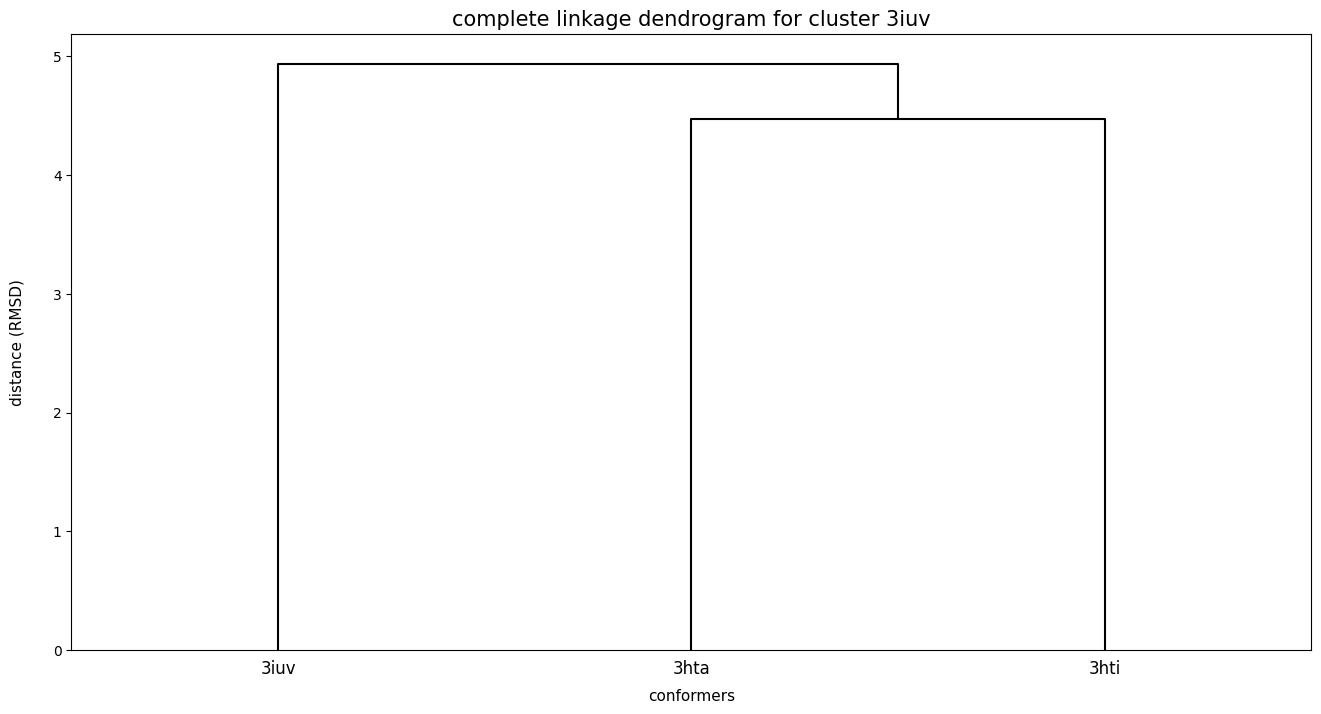 complete linkage dendrogram for cluster 3iuv
5
4
3
2
1
0
distance (RMSD)
3iuv 3hta 3hti
conformers